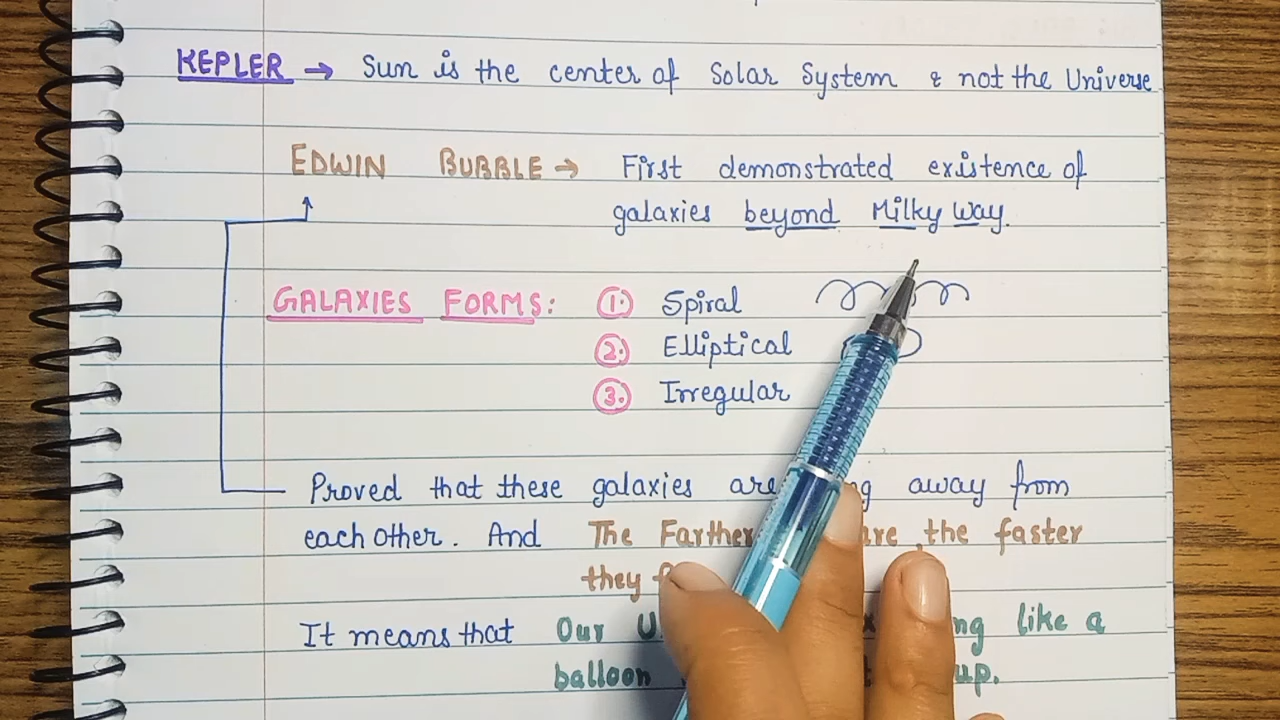 KEPLER → Sun is the center of Solar System & not the Universe
EDWIN BUBBLE → First demonstrated existence of
galaxies beyond Milky Way.
GALAXIES FORMS: 1. Spiral
2. Elliptical
3. Irregular
Proved that these galaxies are away from
each other. And The Farther are, the faster
they
It means that Our like a
balloon up.